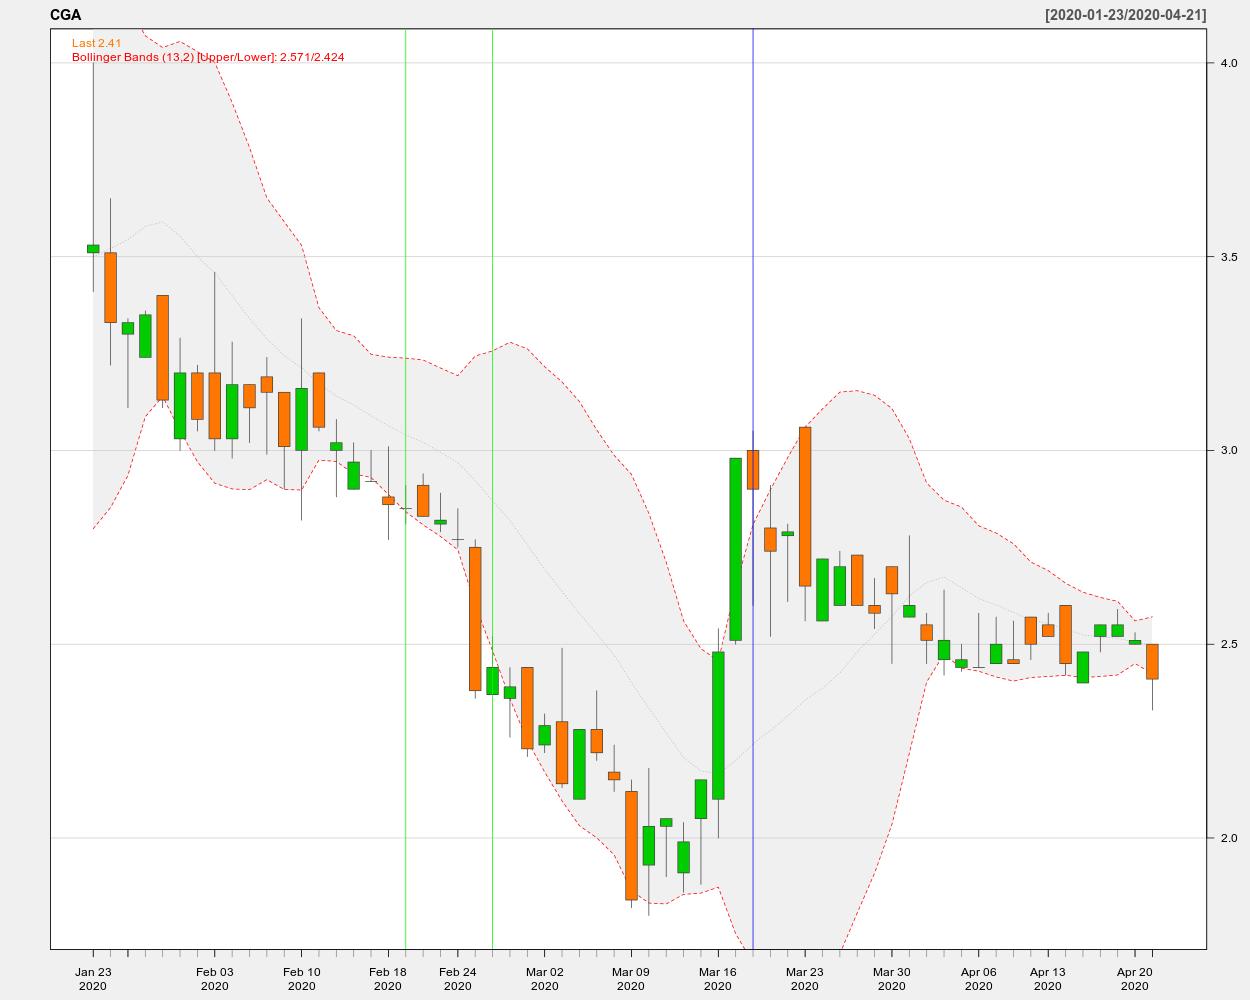 CGA [2020-01-23/2020-04-21]
Last 2.41
Bollinger Bands (13,2) [Upper/Lower]: 2.571/2.424
4.0
3.5
3.0
2.5
2.0
Jan 23 Feb 03 Feb 10 Feb 18 Feb 24 Mar 02 Mar 09 Mar 16 Mar 23 Mar 30 Apr 06 Apr 13 Apr 20
2020 2020 2020 2020 2020 2020 2020 2020 2020 2020 2020 2020 2020